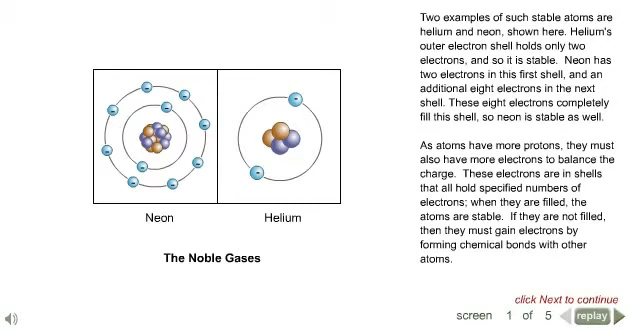 Two examples of such stable atoms are
helium and neon, shown here. Helium's
outer electron shell holds only two
electrons, and so it is stable. Neon has
two electrons in this first shell, and an
additional eight electrons in the next
shell. These eight electrons completely
fill this shell, so neon is stable as well.
As atoms have more protons, they must
also have more electrons to balance the
charge. These electrons are in shells
that all hold specified numbers of
electrons; when they are filled, the
atoms are stable. If they are not filled,
then they must gain electrons by
forming chemical bonds with other
atoms.
Neon
Helium
The Noble Gases
click Next to continue
screen 1 of 5 replay